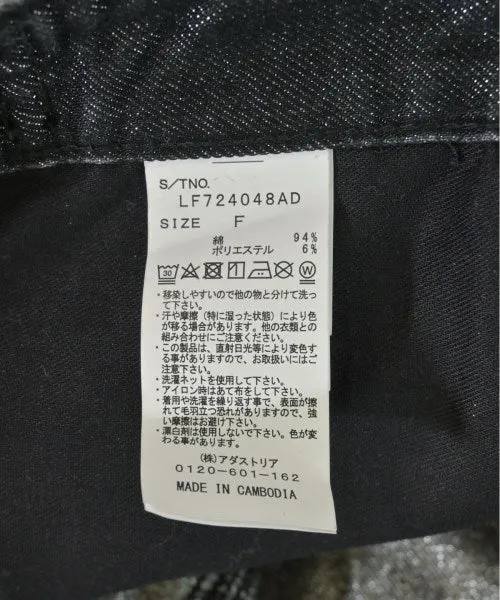 S/TNO.
LF724048AD
SIZE F
綿 94%
ポリエステル 6%
30 W
・移染しやすいので他の物と分けて洗っ
て下さい。
・汗や摩擦（特に湿った状態）により色
が移る場合があります。他の衣類との
組み合わせにご注意ください。
・この製品は、直射日光等により変色す
る事がありますので、お取扱いにはご
注意下さい。
・洗濯ネットを使用して下さい。
・アイロン時はあて布をして下さい。
・着用や洗濯を繰り返す事で、表面が擦
れて毛羽立つ恐れがありますので、強
い摩擦はお避け下さい。
・漂白剤は使用しないで下さい。色が変
わる事があります。
（株）アダストリア
0120-601-162
MADE IN CAMBODIA